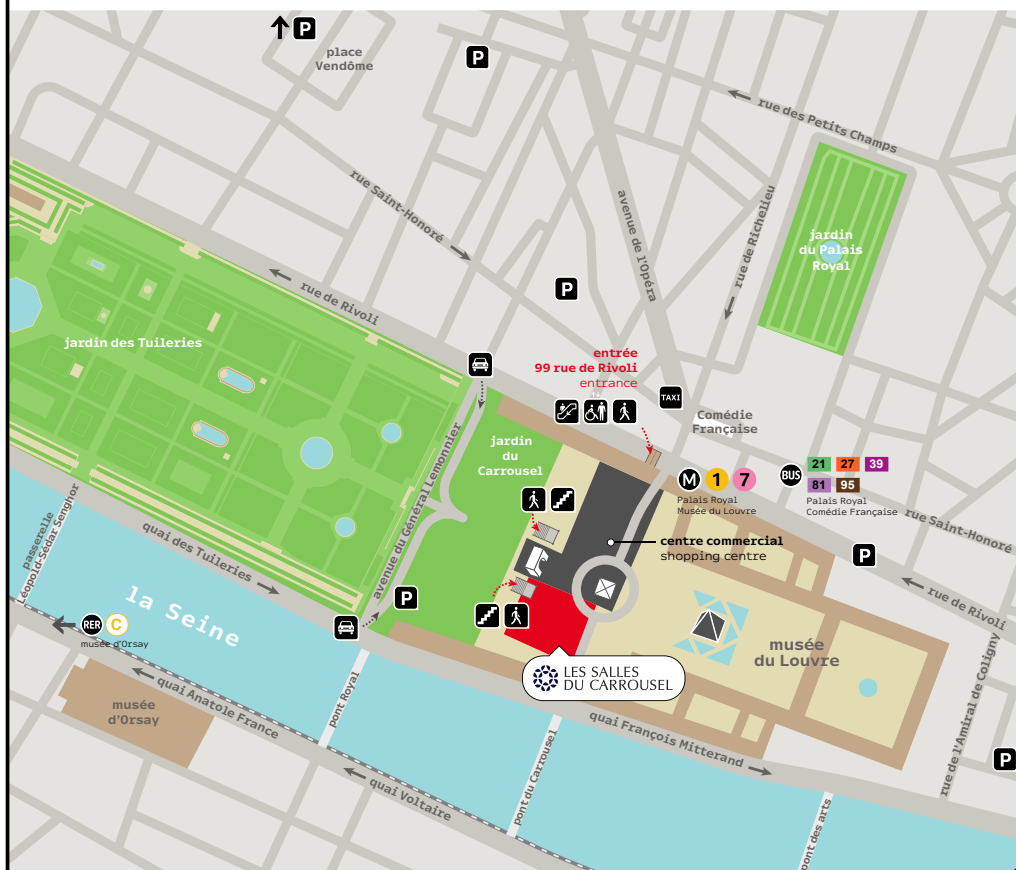 P
place
Vendôme
P
rue des Petits Champs
rue Saint-Honoré
avenue de l'Opéra
rue de Richelieu
jardin
du Palais
Royal
rue de Rivoli
P
jardin des Tuileries
entrée
99 rue de Rivoli
entrance
TAXI
Comédie
Française
jardin
du
Carrousel
M 1 7
Palais Royal
Musée du Louvre
BUS
21 27 39
81 95
Palais Royal
Comédie Française
rue Saint-Honoré
avenue du Général Lemonnier
passerelle
Léopold-Sédar Senghor
quai des Tuileries
centre commercial
shopping centre
P
rue de Rivoli
P
la Seine
RER C
musée d'Orsay
musée
du Louvre
LES SALLES
DU CARROUSEL
quai Anatole France
pont Royal
musée
d'Orsay
quai François Mitterand
rue de l'Amiral de Coligny
P
quai Voltaire
pont du Carrousel
pont des arts